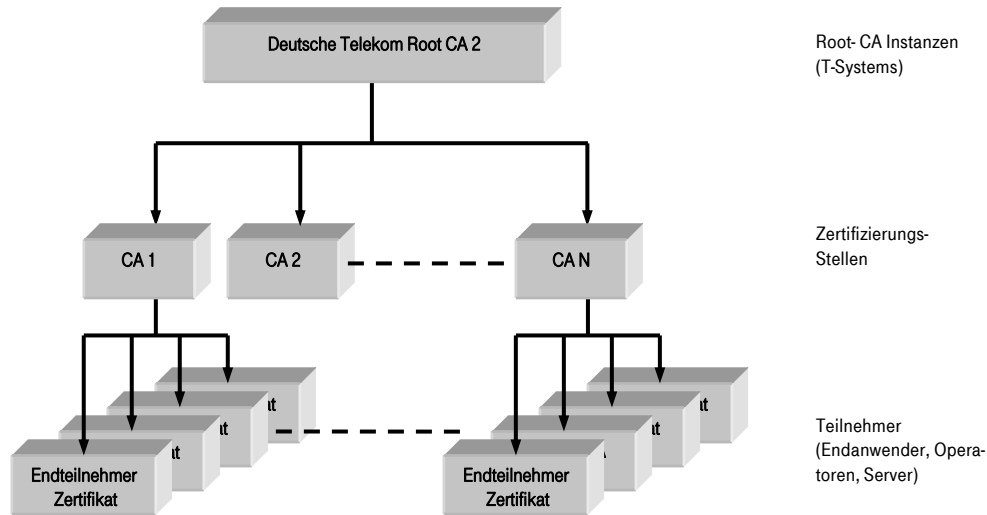 Deutsche Telekom Root CA 2
Root- CA Instanzen
(T-Systems)
CA 1
CA 2
CA N
Zertifizierungs-
Stellen
Endteilnehmer
Zertifikat
Endteilnehmer
Zertifikat
Teilnehmer
(Endanwender, Opera-
toren, Server)